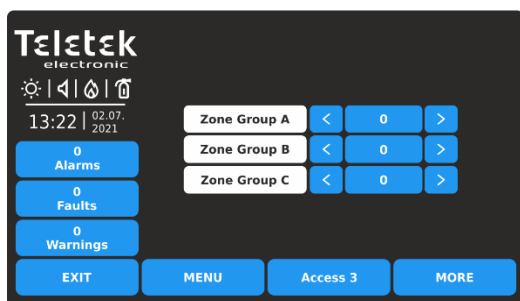 Teletek
electronic
13:22 | 02.07.
2021
Zone Group A < 0 >
Zone Group B < 0 >
Zone Group C < 0 >
0
Alarms
0
Faults
0
Warnings
EXIT MENU Access 3 MORE